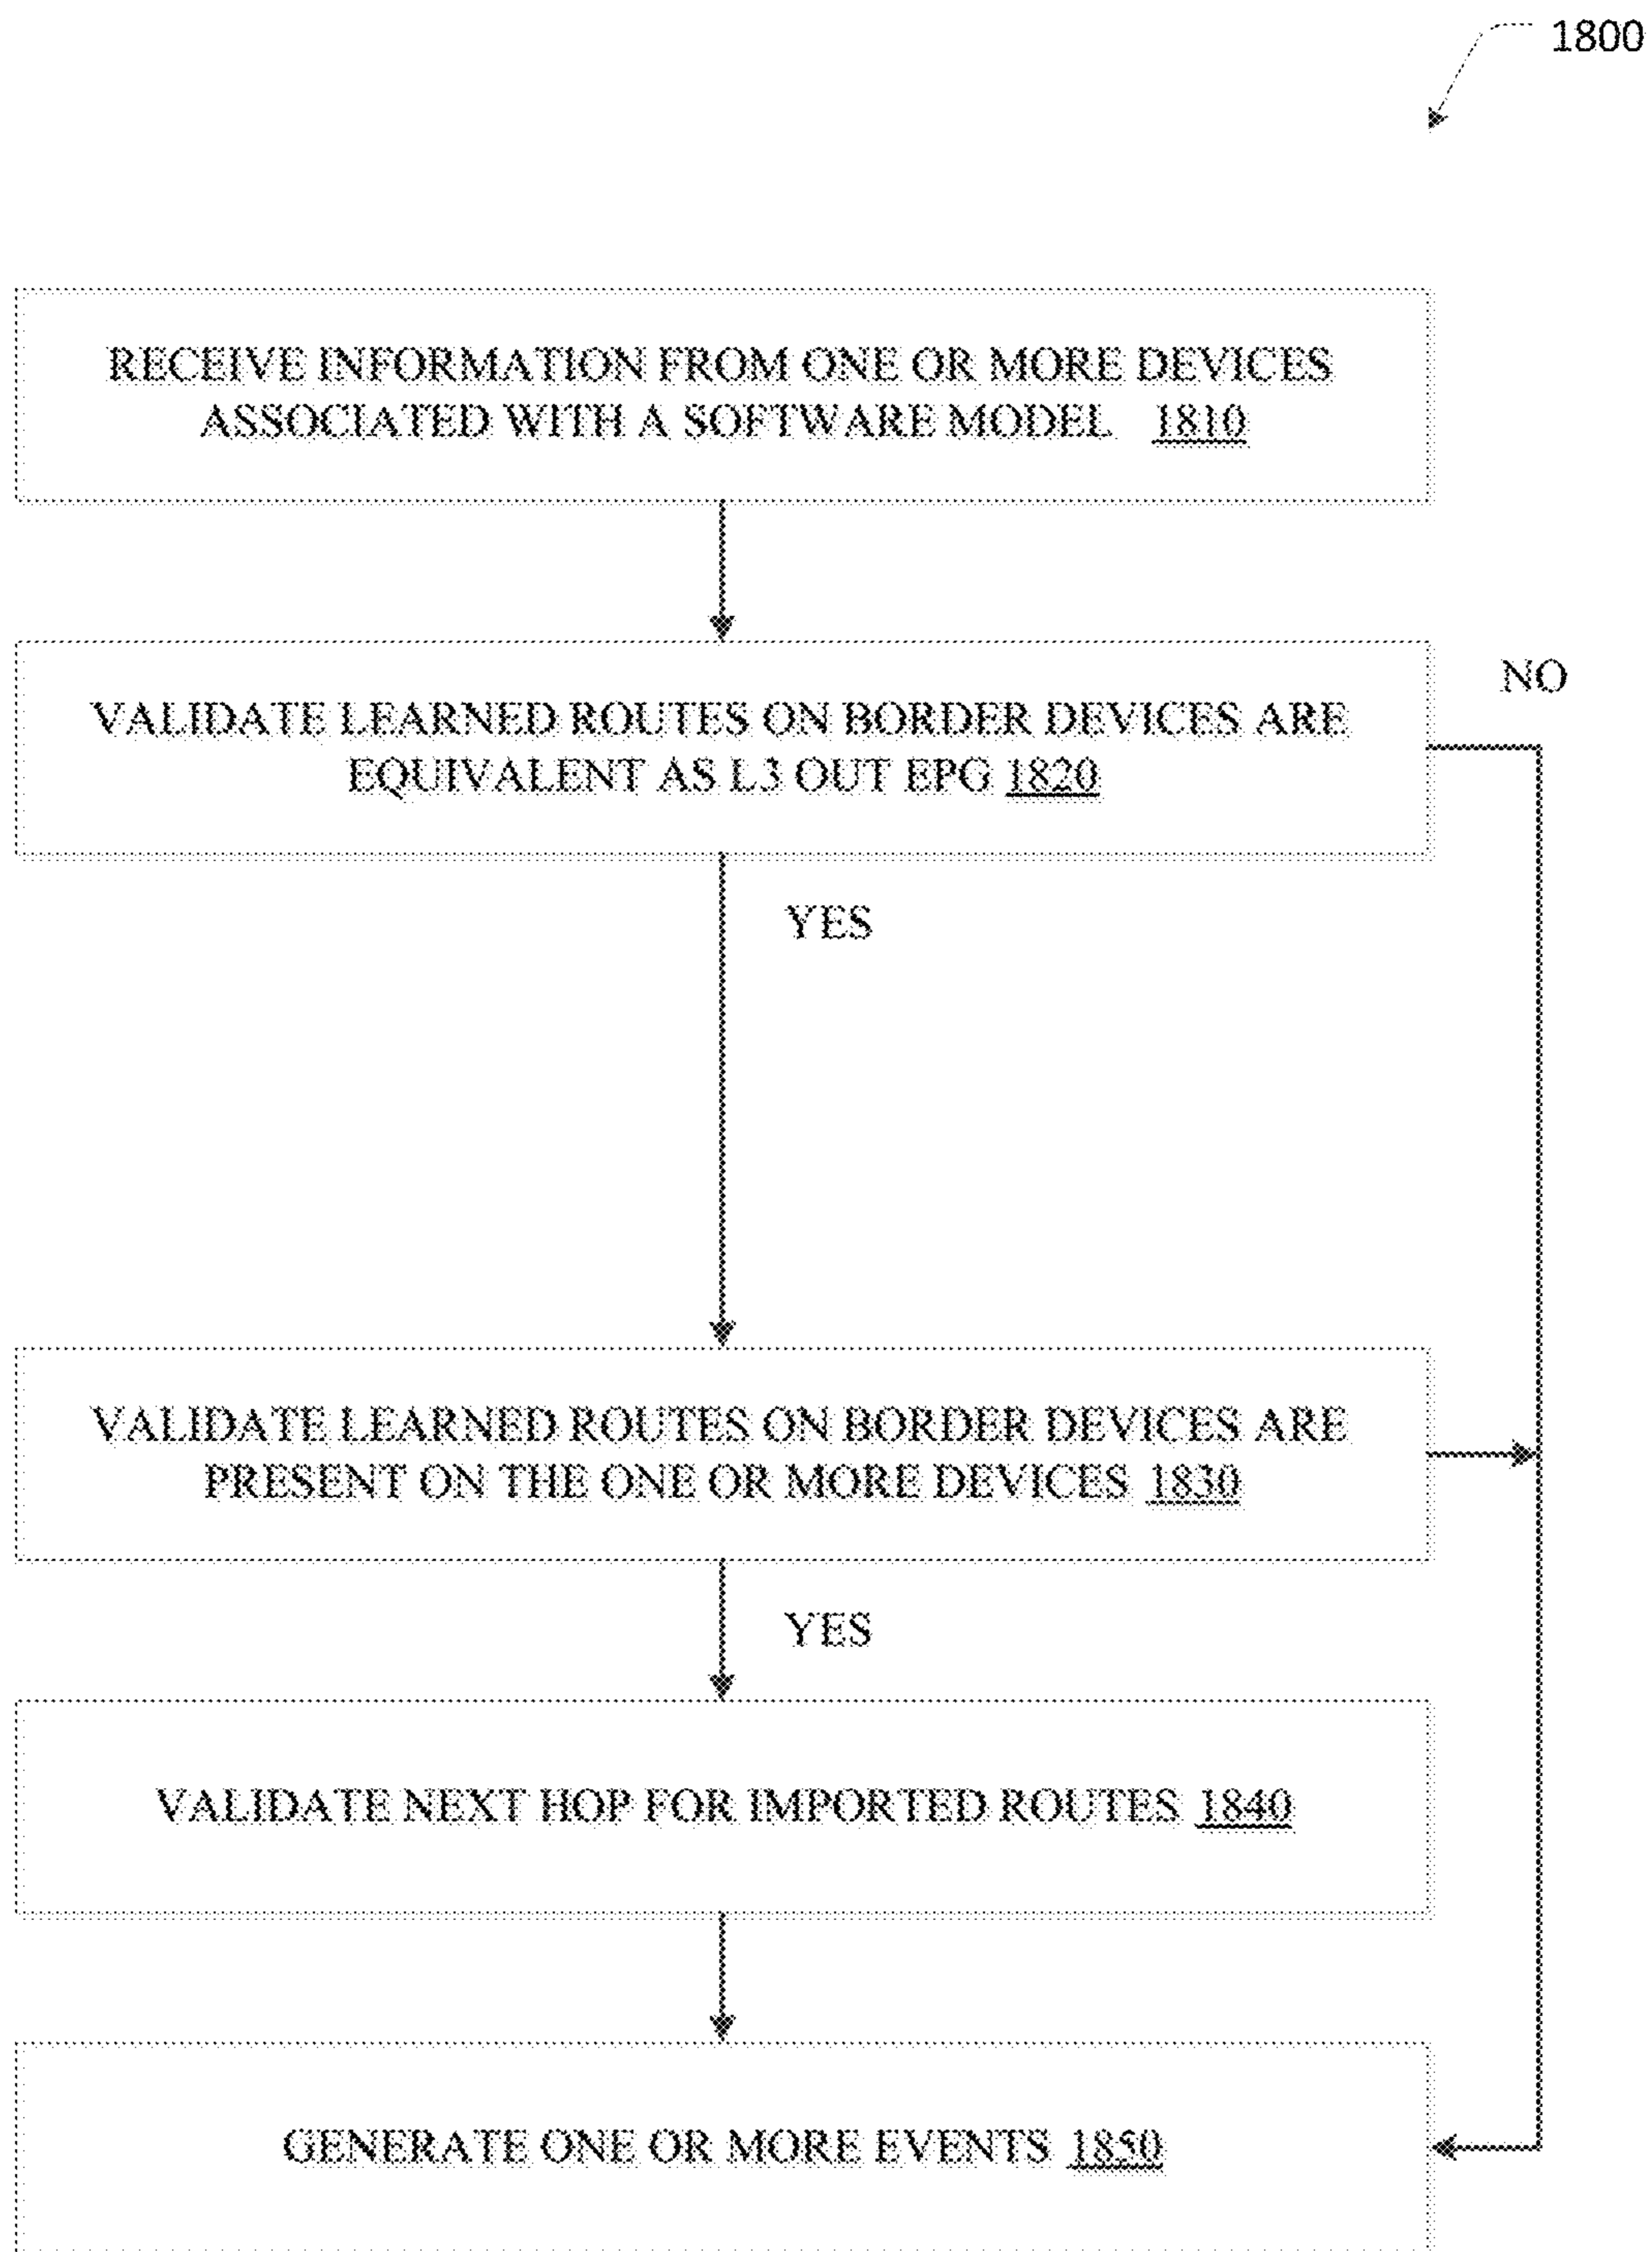 1800
RECEIVE INFORMATION FROM ONE OR MORE DEVICES
ASSOCIATED WITH A SOFTWARE MODEL 1810
NO
VALIDATE LEARNED ROUTES ON BORDER DEVICES ARE
EQUIVALENT AS L3 OUT EPG 1820
YES
VALIDATE LEARNED ROUTES ON BORDER DEVICES ARE
PRESENT ON THE ONE OR MORE DEVICES 1830
YES
VALIDATE NEXT HOP FOR IMPORTED ROUTES 1840
GENERATE ONE OR MORE EVENTS 1850